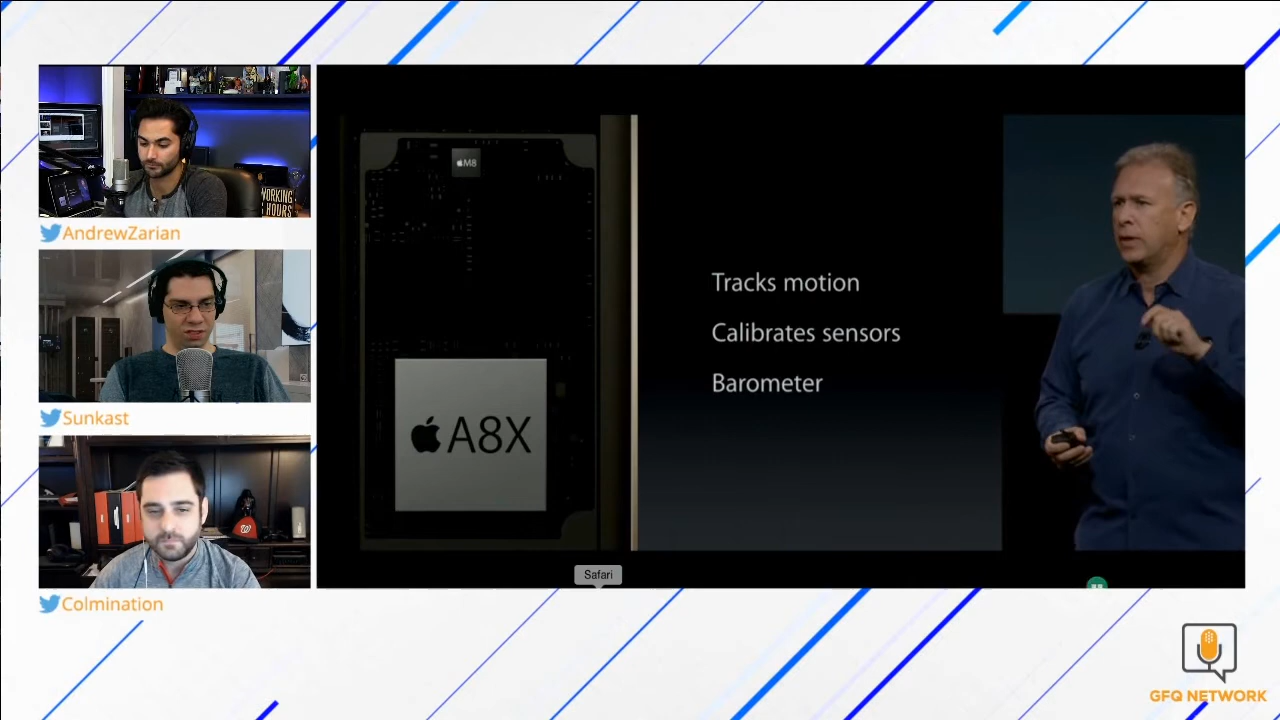 WORKING
HOURS
AndrewZarian
Sunkast
Colmination
M8
A8X
Tracks motion
Calibrates sensors
Barometer
Safari
GFQ NETWORK